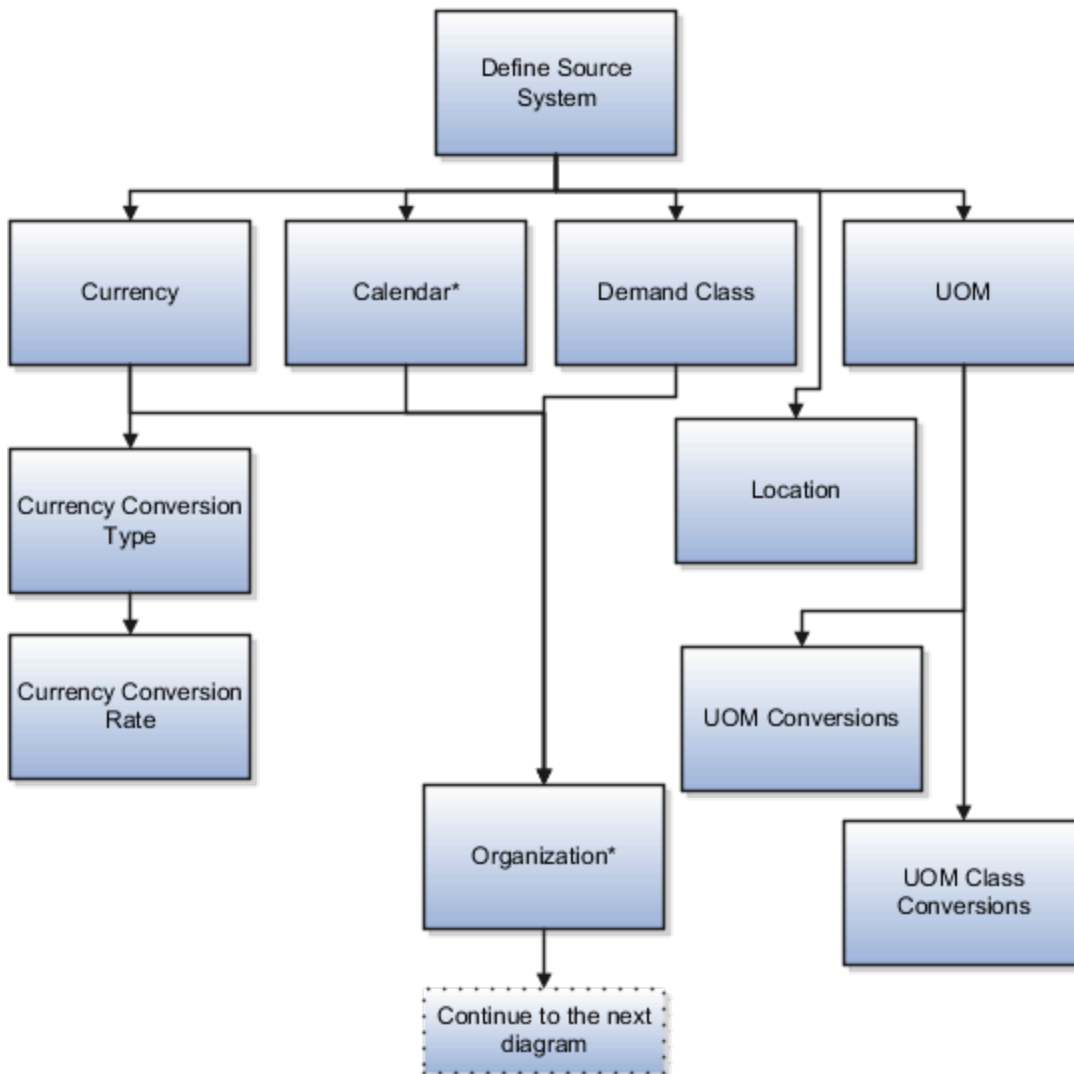 Define Source
System
Currency
Calendar*
Demand Class
UOM
Currency Conversion
Type
Location
Currency Conversion
Rate
UOM Conversions
Organization*
UOM Class
Conversions
Continue to the next
diagram